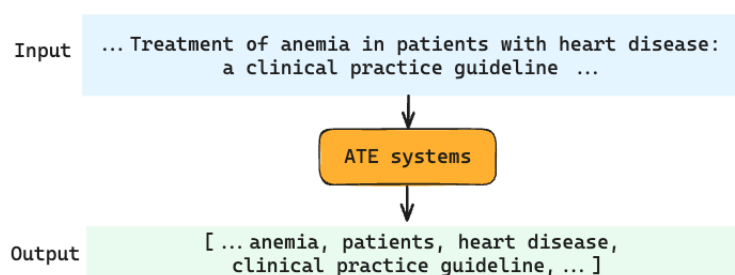 Input
...Treatment of anemia in patients with heart disease:
a clinical practice guideline ...
ATE systems
Output
[ ...anemia, patients, heart disease,
clinical practice guideline, ... ]